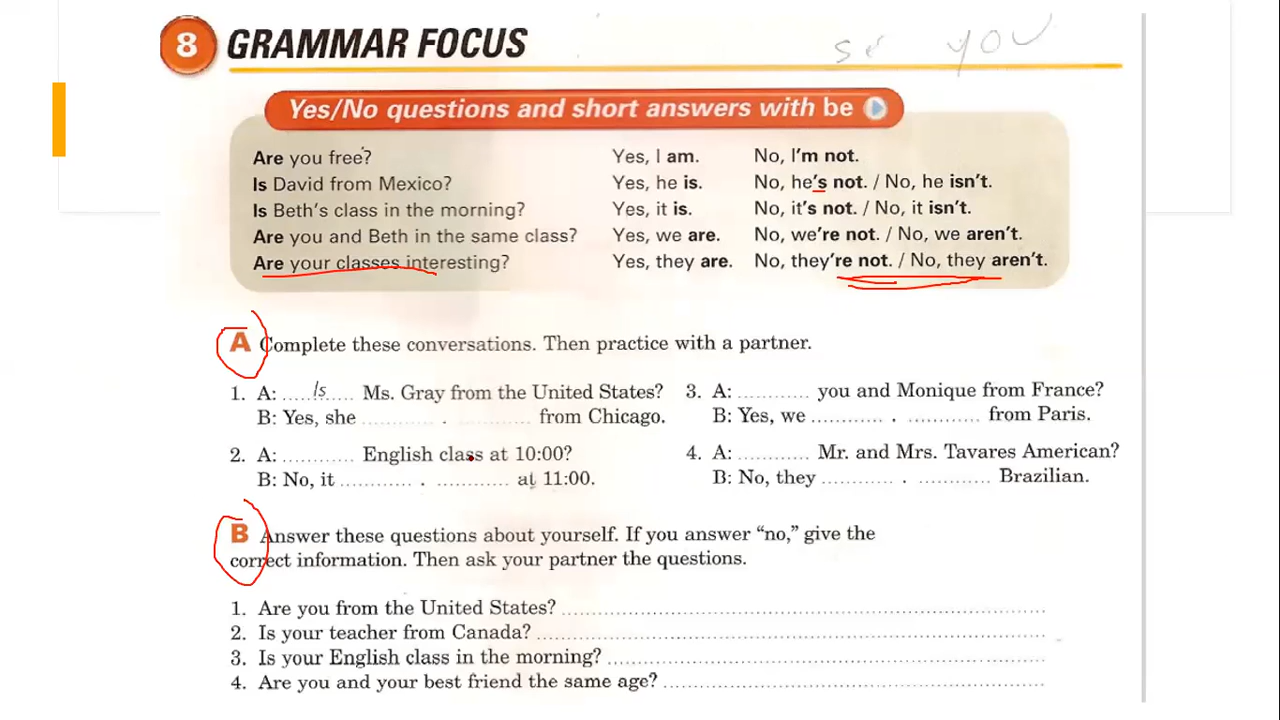 8 GRAMMAR FOCUS
se you
Yes/No questions and short answers with be
Are you free? Yes, I am. No, I'm not.
Is David from Mexico? Yes, he is. No, he's not. / No, he isn't.
Is Beth's class in the morning? Yes, it is. No, it's not. / No, it isn't.
Are you and Beth in the same class? Yes, we are. No, we're not. / No, we aren't.
Are your classes interesting? Yes, they are. No, they're not. / No, they aren't.
A Complete these conversations. Then practice with a partner.
1. A: .....Is..... Ms. Gray from the United States?
B: Yes, she ............ . ............ from Chicago.
2. A: ............ English class at 10:00?
B: No, it ............ . ............ at 11:00.
3. A: ............ you and Monique from France?
B: Yes, we ............ . ............ from Paris.
4. A: ............ Mr. and Mrs. Tavares American?
B: No, they ............ . ............ Brazilian.
B Answer these questions about yourself. If you answer “no,” give the
correct information. Then ask your partner the questions.
1. Are you from the United States? ............
2. Is your teacher from Canada? ............
3. Is your English class in the morning? ............
4. Are you and your best friend the same age? ............